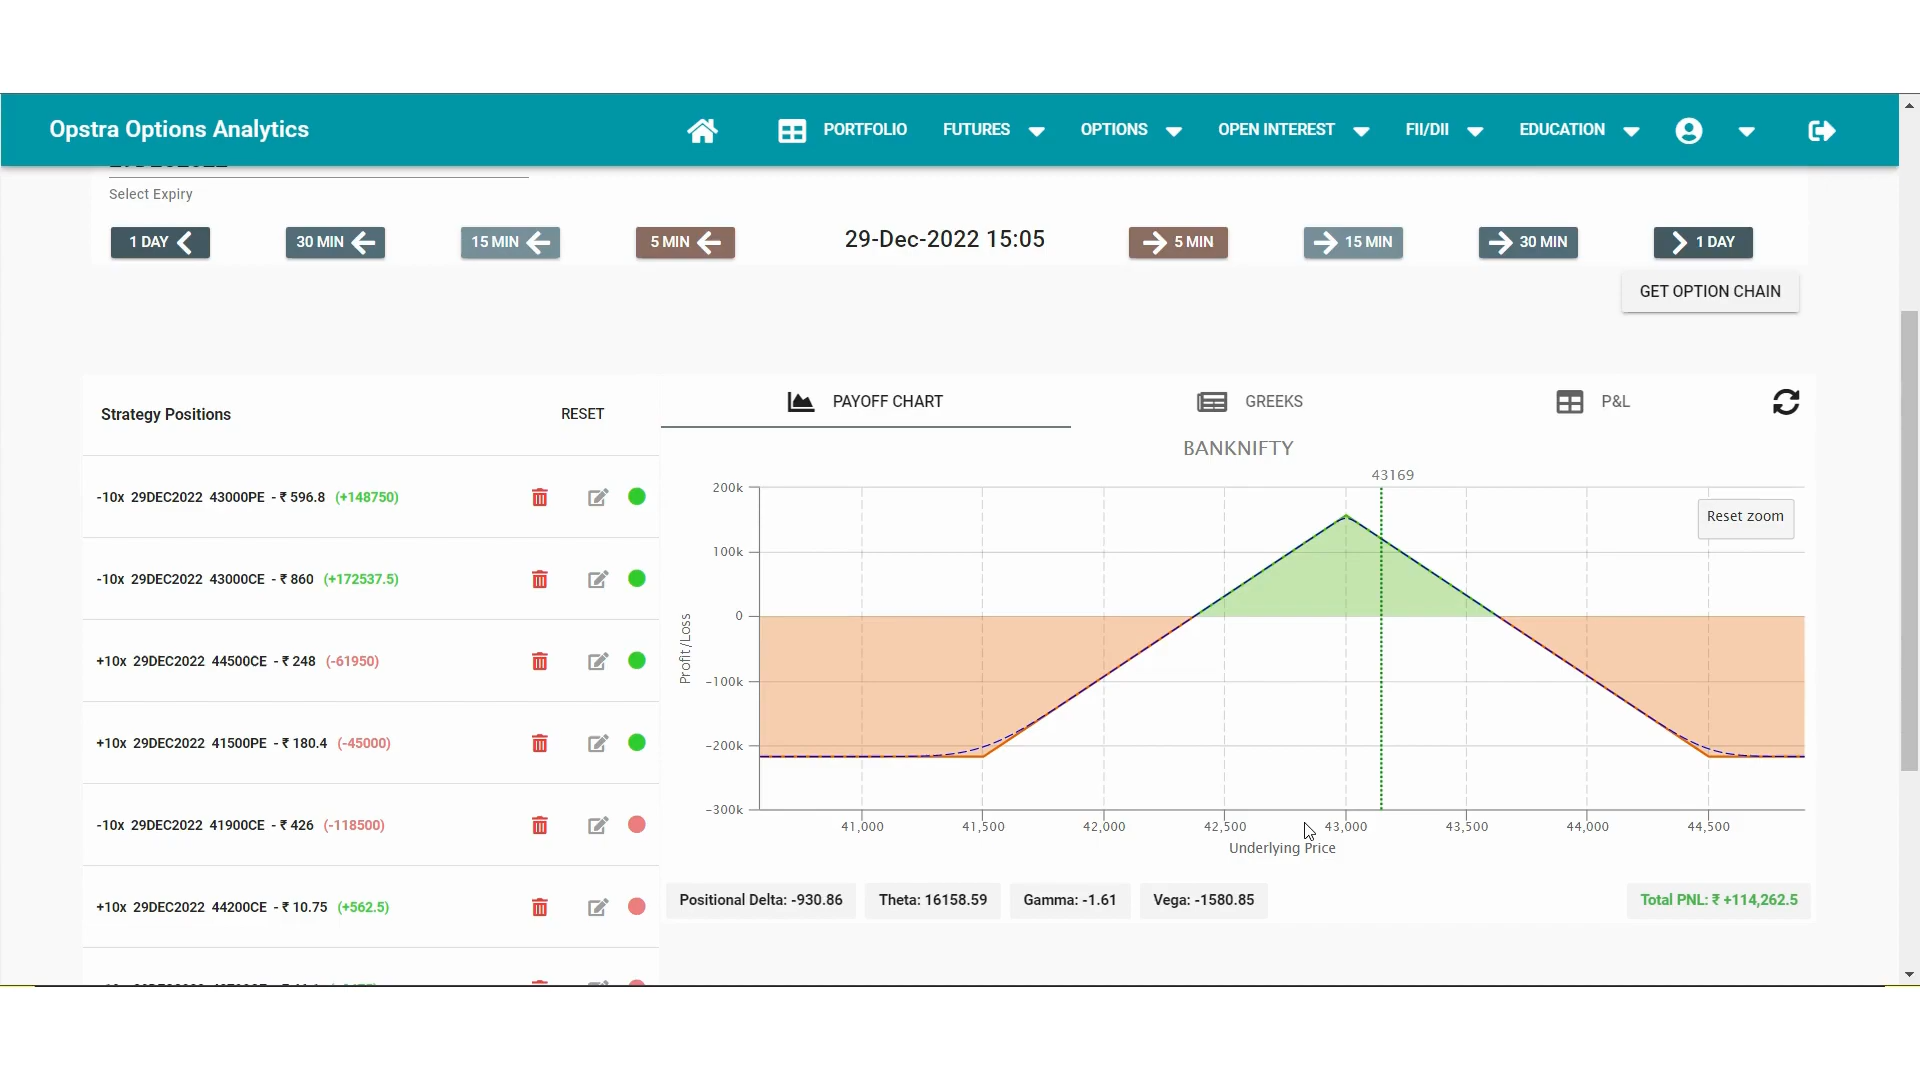 Opstra Options Analytics
PORTFOLIO
FUTURES
OPTIONS
OPEN INTEREST
FII/DII
EDUCATION
Select Expiry
1 DAY
30 MIN
15 MIN
5 MIN
29-Dec-2022 15:05
5 MIN
15 MIN
30 MIN
1 DAY
GET OPTION CHAIN
Strategy Positions
RESET
PAYOFF CHART
GREEKS
P&L
BANKNIFTY
43169
-10x 29DEC2022 43000PE - ₹ 596.8 (+148750)
-10x 29DEC2022 43000CE - ₹ 860 (+172537.5)
+10x 29DEC2022 44500CE - ₹ 248 (-61950)
+10x 29DEC2022 41500PE - ₹ 180.4 (-45000)
-10x 29DEC2022 41900CE - ₹ 426 (-118500)
+10x 29DEC2022 44200CE - ₹ 10.75 (+562.5)
Reset zoom
200k
100k
0
-100k
-200k
-300k
Profit/Loss
41,000
41,500
42,000
42,500
43,000
43,500
44,000
44,500
Underlying Price
Positional Delta: -930.86
Theta: 16158.59
Gamma: -1.61
Vega: -1580.85
Total PNL: ₹ +114,262.5